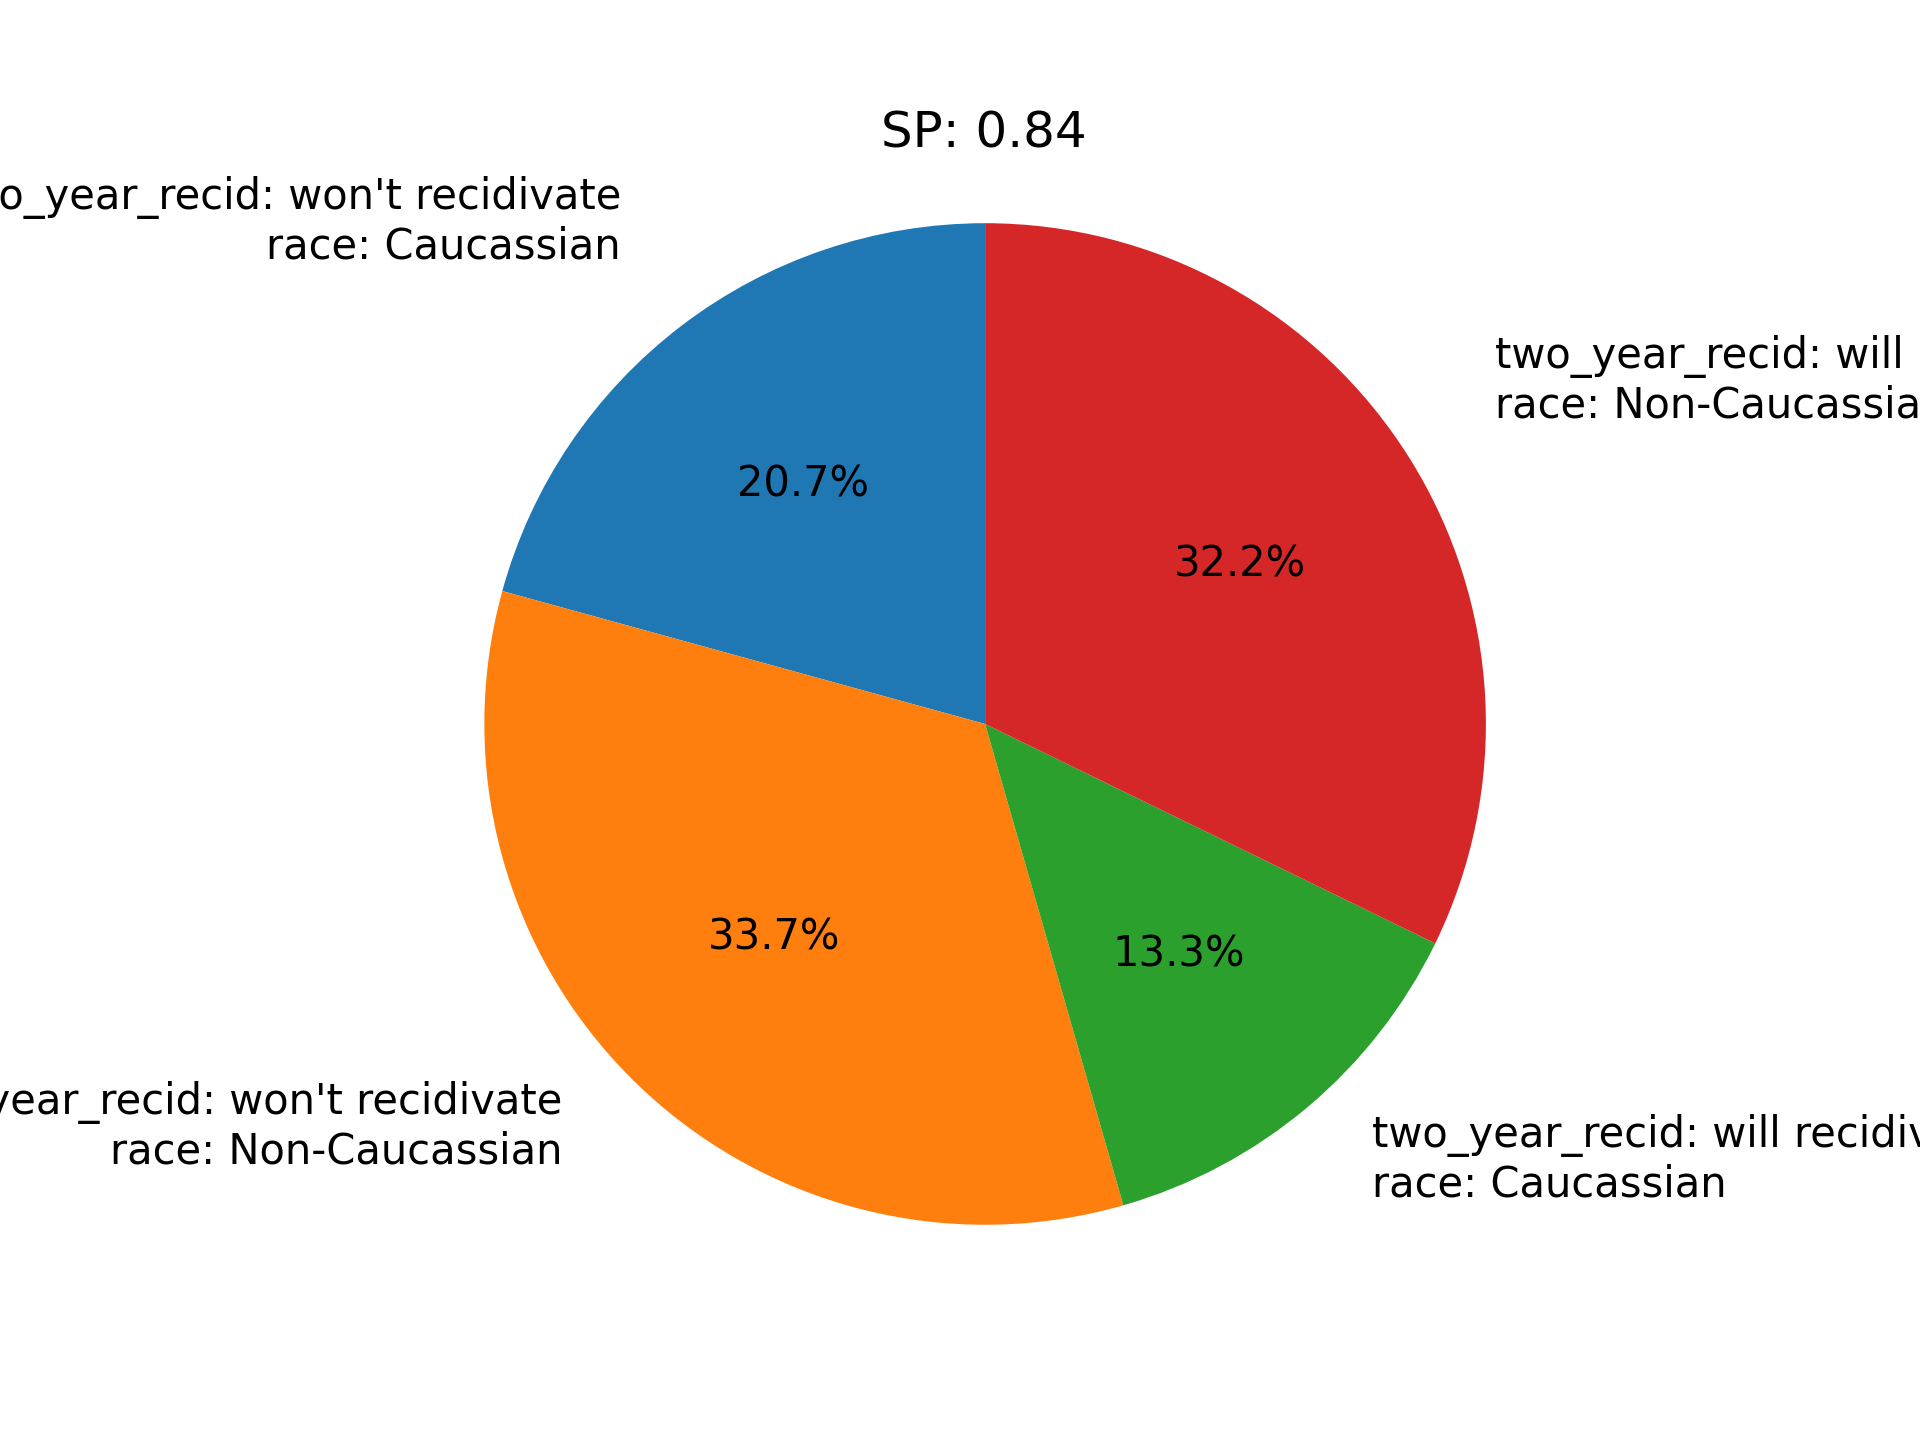 SP: 0.84
o_year_recid: won't recidivate
race: Caucassian
two_year_recid: will
race: Non-Caucassia
20.7%
32.2%
33.7%
13.3%
year_recid: won't recidivate
race: Non-Caucassian
two_year_recid: will recidiv
race: Caucassian